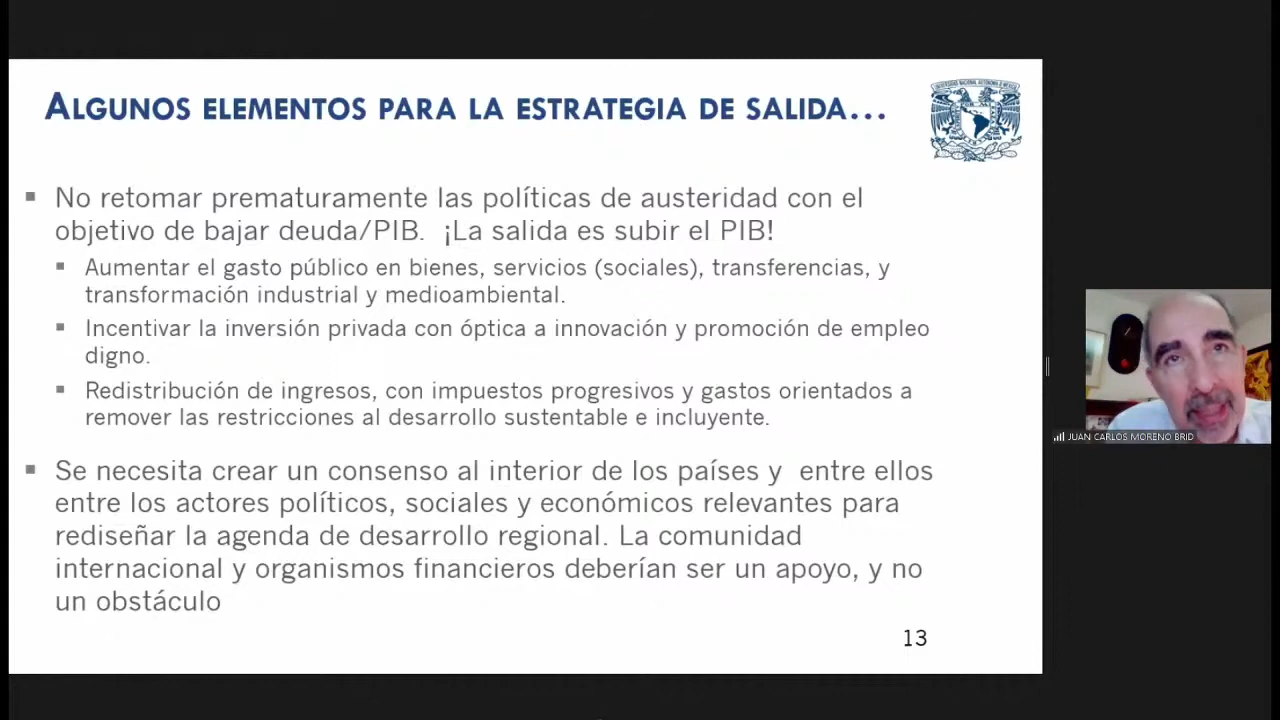 ALGUNOS ELEMENTOS PARA LA ESTRATEGIA DE SALIDA...
UNIVERSIDAD NACIONAL AUTONOMA DE MEXICO
▪ No retomar prematuramente las políticas de austeridad con el
objetivo de bajar deuda/PIB.  ¡La salida es subir el PIB!
▪ Aumentar el gasto público en bienes, servicios (sociales), transferencias, y
transformación industrial y medioambiental.
▪ Incentivar la inversión privada con óptica a innovación y promoción de empleo
digno.
▪ Redistribución de ingresos, con impuestos progresivos y gastos orientados a
remover las restricciones al desarrollo sustentable e incluyente.
▪ Se necesita crear un consenso al interior de los países y  entre ellos
entre los actores políticos, sociales y económicos relevantes para
rediseñar la agenda de desarrollo regional. La comunidad
internacional y organismos financieros deberían ser un apoyo, y no
un obstáculo
13
JUAN CARLOS MORENO BRID